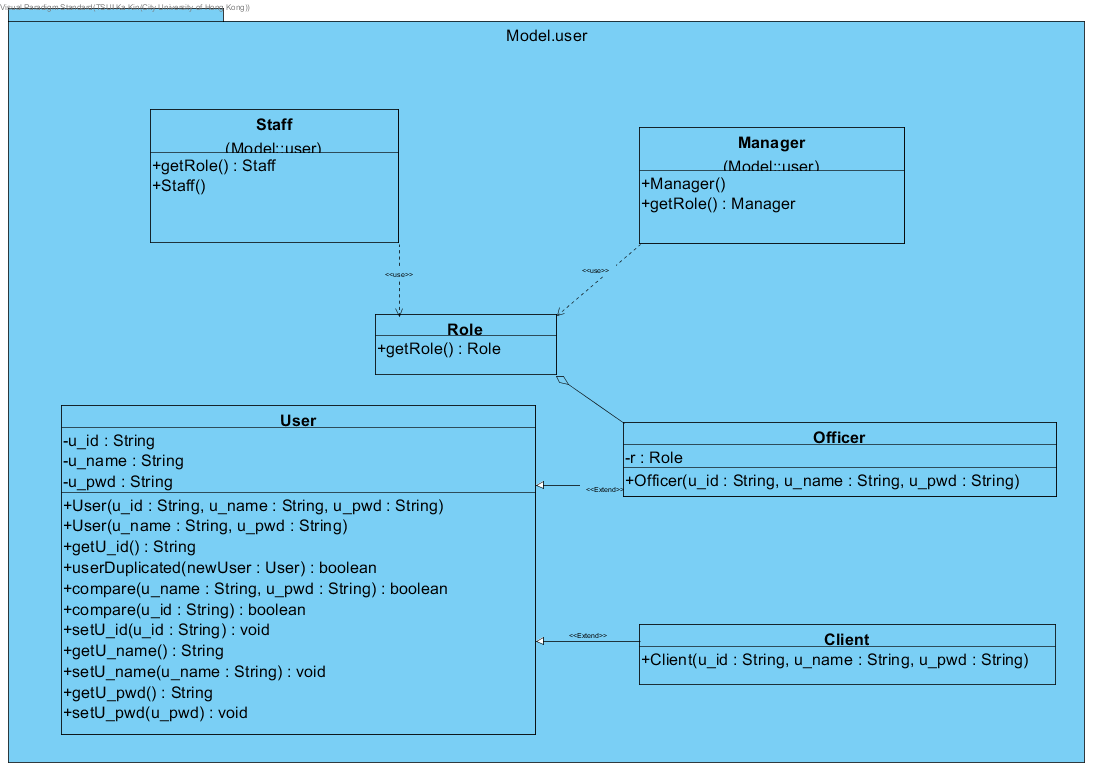 Visual Paradigm Standard(TSUI Ka Kin(City University of Hong Kong))
Model.user
Staff
(Model::user)
+getRole() : Staff
+Staff()
Manager
(Model::user)
+Manager()
+getRole() : Manager
<<use>>
<<use>>
Role
+getRole() : Role
User
-u_id : String
-u_name : String
-u_pwd : String
+User(u_id : String, u_name : String, u_pwd : String)
+User(u_name : String, u_pwd : String)
+getU_id() : String
+userDuplicated(newUser : User) : boolean
+compare(u_name : String, u_pwd : String) : boolean
+compare(u_id : String) : boolean
+setU_id(u_id : String) : void
+getU_name() : String
+setU_name(u_name : String) : void
+getU_pwd() : String
+setU_pwd(u_pwd) : void
Officer
-r : Role
+Officer(u_id : String, u_name : String, u_pwd : String)
<<Extend>>
<<Extend>>
Client
+Client(u_id : String, u_name : String, u_pwd : String)